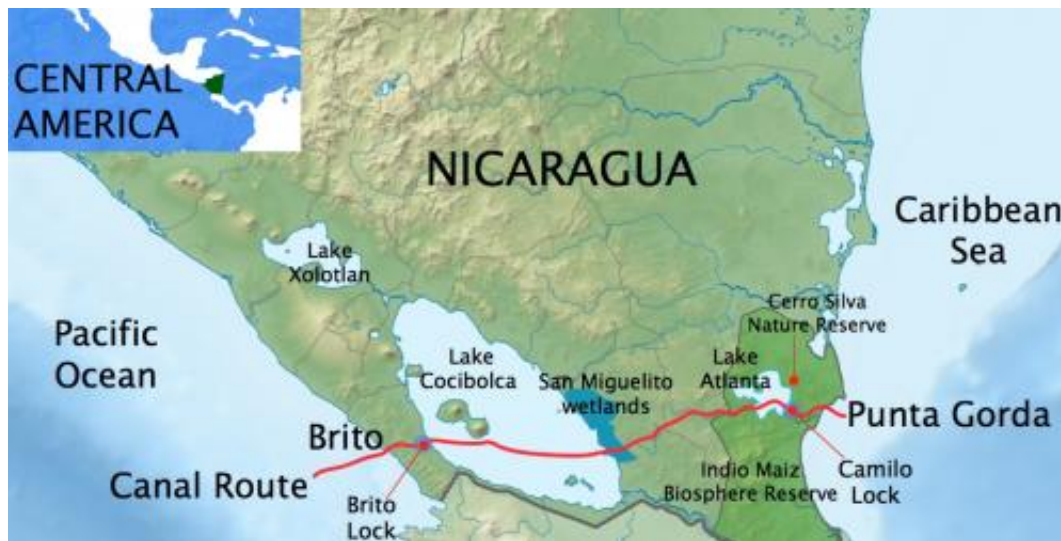 CENTRAL
AMERICA
NICARAGUA
Caribbean
Sea
Lake
Xolotlan
Pacific
Ocean
Cerro Silva
Nature Reserve
Lake
Cocibolca
San Miguelito
wetlands
Lake
Atlanta
Punta Gorda
Brito
Canal Route
Brito
Lock
Indio Maiz
Biosphere Reserve
Camilo
Lock